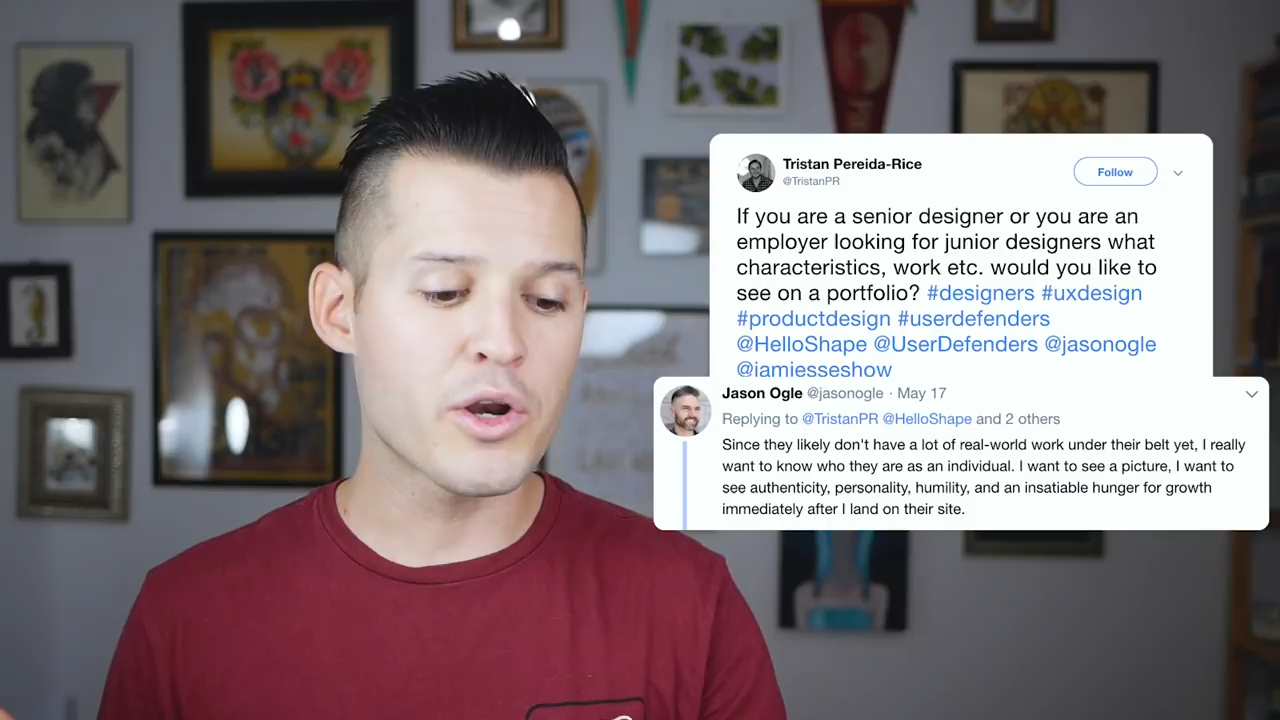 Tristan Pereida-Rice
@TristanPR
Follow
If you are a senior designer or you are an
employer looking for junior designers what
characteristics, work etc. would you like to
see on a portfolio? #designers #uxdesign
#productdesign #userdefenders
@HelloShape @UserDefenders @jasonogle
@iamiesseshow
Jason Ogle @jasonogle · May 17
Replying to @TristanPR @HelloShape and 2 others
Since they likely don't have a lot of real-world work under their belt yet, I really
want to know who they are as an individual. I want to see a picture, I want to
see authenticity, personality, humility, and an insatiable hunger for growth
immediately after I land on their site.